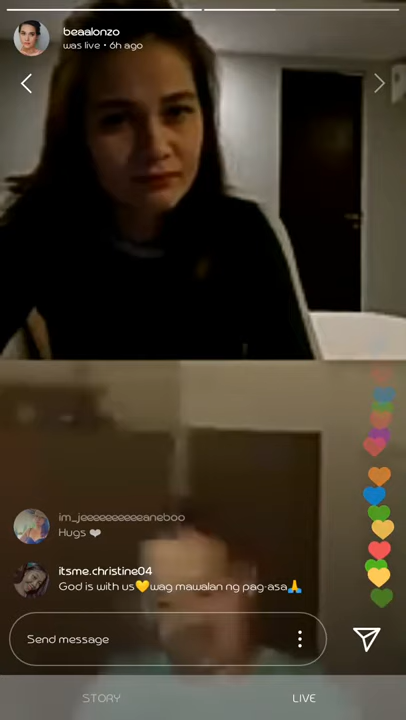 beaalonzo
was live • 6h ago
im_jeeeeeeeeeeaneboo
Hugs ❤
itsme.christine04
God is with us💛wag mawalan ng pag-asa🙏
Send message
STORY
LIVE